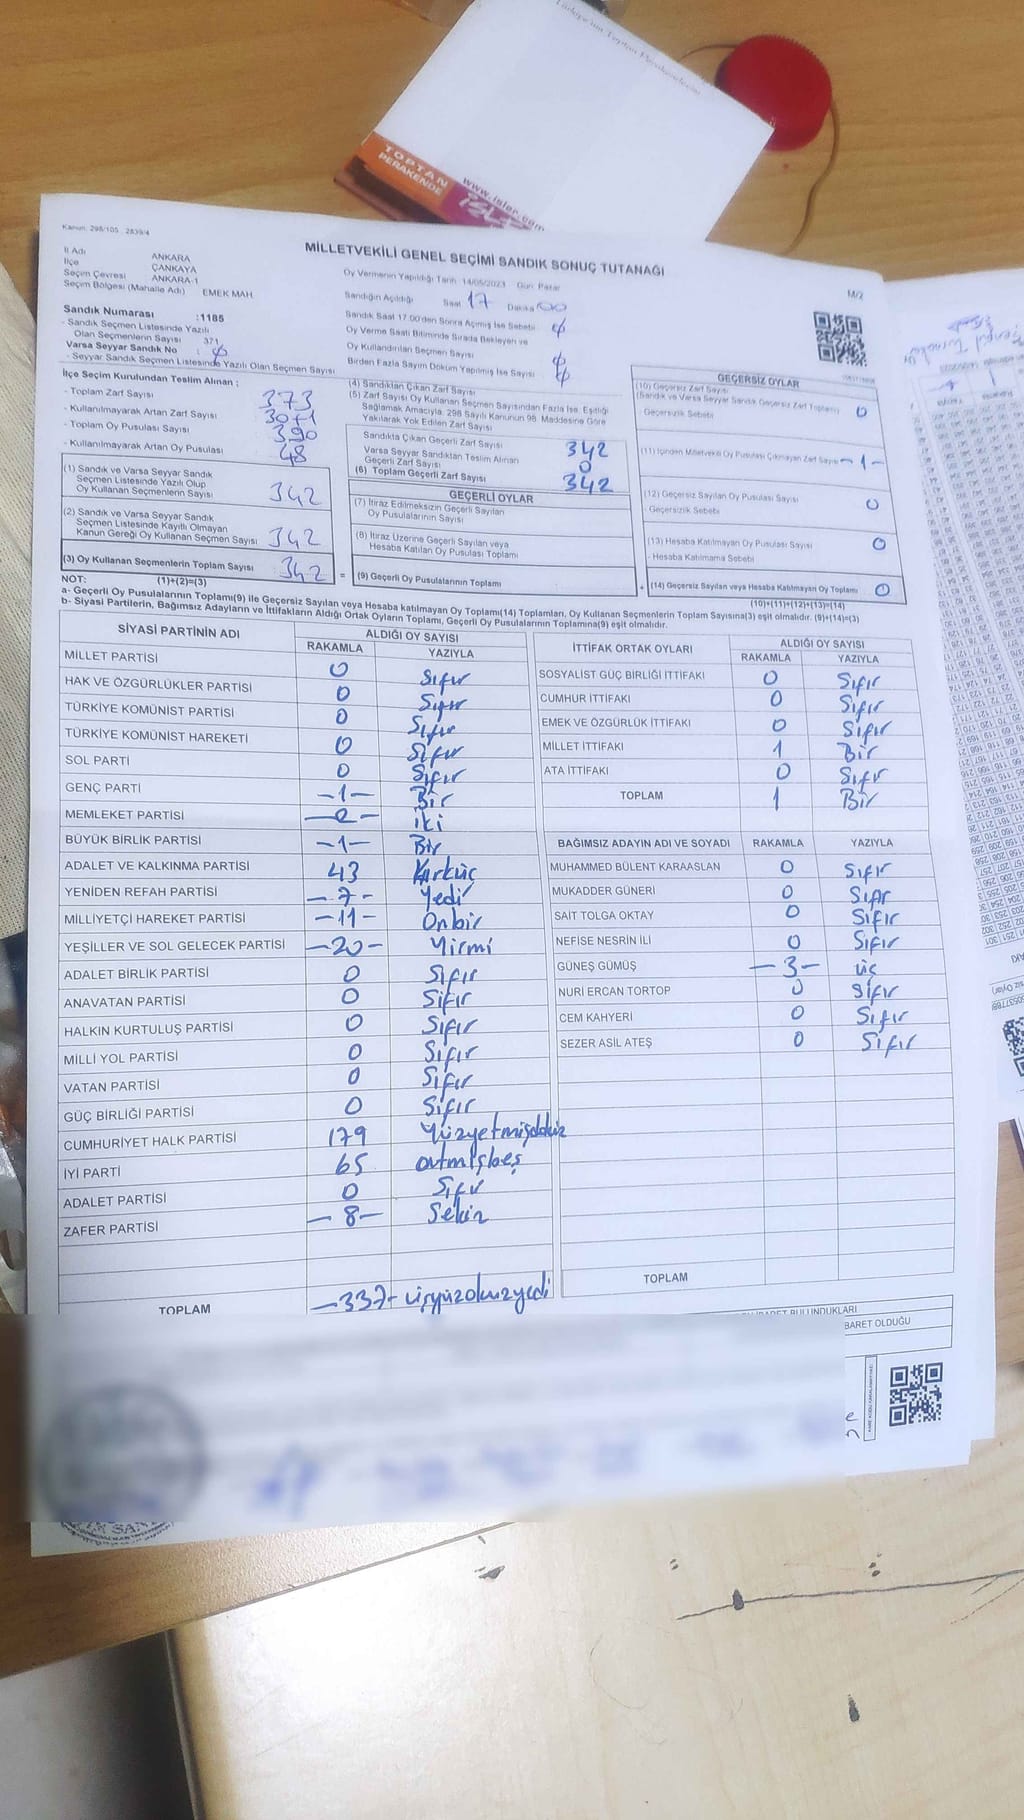 Türkiye'nin Toptan Perakendecisi
TOPTAN
PERAKENDE
www.isler.com
Kanun: 298/105 2839/4
MİLLETVEKİLİ GENEL SEÇİMİ SANDIK SONUÇ TUTANAĞI
M/2
İl Adı ANKARA
İlçe ÇANKAYA
Seçim Çevresi ANKARA-1
Seçim Bölgesi (Mahalle Adı) EMEK MAH
Oy Vermenin Yapıldığı Tarih: 14/05/2023 Gün: Pazar
Sandığın Açıldığı Saat 17 Dakika 00
Sandık Saat 17:00'den Sonra Açılmış İse Sebebi
Oy Verme Saati Bitiminde Sırada Bekleyen ve
Oy Kullandırılan Seçmen Sayısı
Birden Fazla Sayım Döküm Yapılmış İse Sayısı
Sandık Numarası :1185
- Sandık Seçmen Listesinde Yazılı
Olan Seçmenlerin Sayısı 371
Varsa Seyyar Sandık No :
- Seyyar Sandık Seçmen Listesinde Yazılı Olan Seçmen Sayısı
İlçe Seçim Kurulundan Teslim Alınan :
- Toplam Zarf Sayısı 373
- Kullanılmayarak Artan Zarf Sayısı
- Toplam Oy Pusulası Sayısı 390
- Kullanılmayarak Artan Oy Pusulası 48
(1) Sandık ve Varsa Seyyar Sandık
Seçmen Listesinde Yazılı Olup
Oy Kullanan Seçmenlerin Sayısı 342
(2) Sandık ve Varsa Seyyar Sandık
Seçmen Listesinde Kayıtlı Olmayan
Kanun Gereği Oy Kullanan Seçmen Sayısı 342
(3) Oy Kullanan Seçmenlerin Toplam Sayısı 342
(1)+(2)=(3)
(4) Sandıktan Çıkan Zarf Sayısı
(5) Zarf Sayısı Oy Kullanan Seçmen Sayısından Fazla İse, Eşitliği
Sağlamak Amacıyla, 298 Sayılı Kanunun 98. Maddesine Göre
Yakılarak Yok Edilen Zarf Sayısı
Sandıkta Çıkan Geçerli Zarf Sayısı 342
Varsa Seyyar Sandıktan Teslim Alınan
Geçerli Zarf Sayısı 0
(6) Toplam Geçerli Zarf Sayısı 342
GEÇERLİ OYLAR
(7) İtiraz Edilmeksizin Geçerli Sayılan
Oy Pusulalarının Sayısı
(8) İtiraz Üzerine Geçerli Sayılan veya
Hesaba Katılan Oy Pusulası Toplamı
= (9) Geçerli Oy Pusulalarının Toplamı
GEÇERSİZ OYLAR
(10) Geçersiz Zarf Sayısı
(Sandık ve Varsa Seyyar Sandık Geçersiz Zarf Toplamı) 0
- Geçersizlik Sebebi
(11) İçinden Milletvekili Oy Pusulası Çıkmayan Zarf Sayısı -1-
(12) Geçersiz Sayılan Oy Pusulası Sayısı 0
- Geçersizlik Sebebi
(13) Hesaba Katılmayan Oy Pusulası Sayısı 0
- Hesaba Katılmama Sebebi
+ (14) Geçersiz Sayılan veya Hesaba Katılmayan Oy Toplamı 0
(10)+(11)+(12)+(13)=(14)
NOT:
a- Geçerli Oy Pusulalarının Toplamı(9) ile Geçersiz Sayılan veya Hesaba katılmayan Oy Toplamı(14) Toplamları, Oy Kullanan Seçmenlerin Toplam Sayısına(3) eşit olmalıdır. (9)+(14)=(3)
b- Siyasi Partilerin, Bağımsız Adayların ve İttifakların Aldığı Ortak Oyların Toplamı, Geçerli Oy Pusulalarının Toplamına(9) eşit olmalıdır.
SİYASİ PARTİNİN ADI ALDIĞI OY SAYISI
RAKAMLA YAZIYLA
MİLLET PARTİSİ 0 Sıfır
HAK VE ÖZGÜRLÜKLER PARTİSİ 0 Sıfır
TÜRKİYE KOMÜNİST PARTİSİ 0 Sıfır
TÜRKİYE KOMÜNİST HAREKETİ 0 Sıfır
SOL PARTİ 0 Sıfır
GENÇ PARTİ -1- Bir
MEMLEKET PARTİSİ -2- iki
BÜYÜK BİRLİK PARTİSİ -1- Bir
ADALET VE KALKINMA PARTİSİ 43 Kırküç
YENİDEN REFAH PARTİSİ -7- Yedi
MİLLİYETÇİ HAREKET PARTİSİ -11- Onbir
YEŞİLLER VE SOL GELECEK PARTİSİ -20- Yirmi
ADALET BİRLİK PARTİSİ 0 Sıfır
ANAVATAN PARTİSİ 0 Sıfır
HALKIN KURTULUŞ PARTİSİ 0 Sıfır
MİLLİ YOL PARTİSİ 0 Sıfır
VATAN PARTİSİ 0 Sıfır
GÜÇ BİRLİĞİ PARTİSİ 0 Sıfır
CUMHURİYET HALK PARTİSİ 179
İYİ PARTİ 65 altmışbeş
ADALET PARTİSİ 0 Sıfır
ZAFER PARTİSİ -8- Sekiz
TOPLAM -337- üçyüzotuzyedi
İTTİFAK ORTAK OYLARI ALDIĞI OY SAYISI
RAKAMLA YAZIYLA
SOSYALİST GÜÇ BİRLİĞİ İTTİFAKI 0 Sıfır
CUMHUR İTTİFAKI 0 Sıfır
EMEK VE ÖZGÜRLÜK İTTİFAKI 0 Sıfır
MİLLET İTTİFAKI 1 Bir
ATA İTTİFAKI 0 Sıfır
TOPLAM 1 Bir
BAĞIMSIZ ADAYIN ADI VE SOYADI RAKAMLA YAZIYLA
MUHAMMED BÜLENT KARAASLAN 0 Sıfır
MUKADDER GÜNERİ 0 Sıfır
SAİT TOLGA OKTAY 0 Sıfır
NEFİSE NESRİN İLİ 0 Sıfır
GÜNEŞ GÜMÜŞ -3- üç
NURİ ERCAN TORTOP 0 Sıfır
CEM KAHYERİ 0 Sıfır
SEZER ASİL ATEŞ 0 Sıfır
TOPLAM
BULUNDUKLARI
BARET OLDUĞU